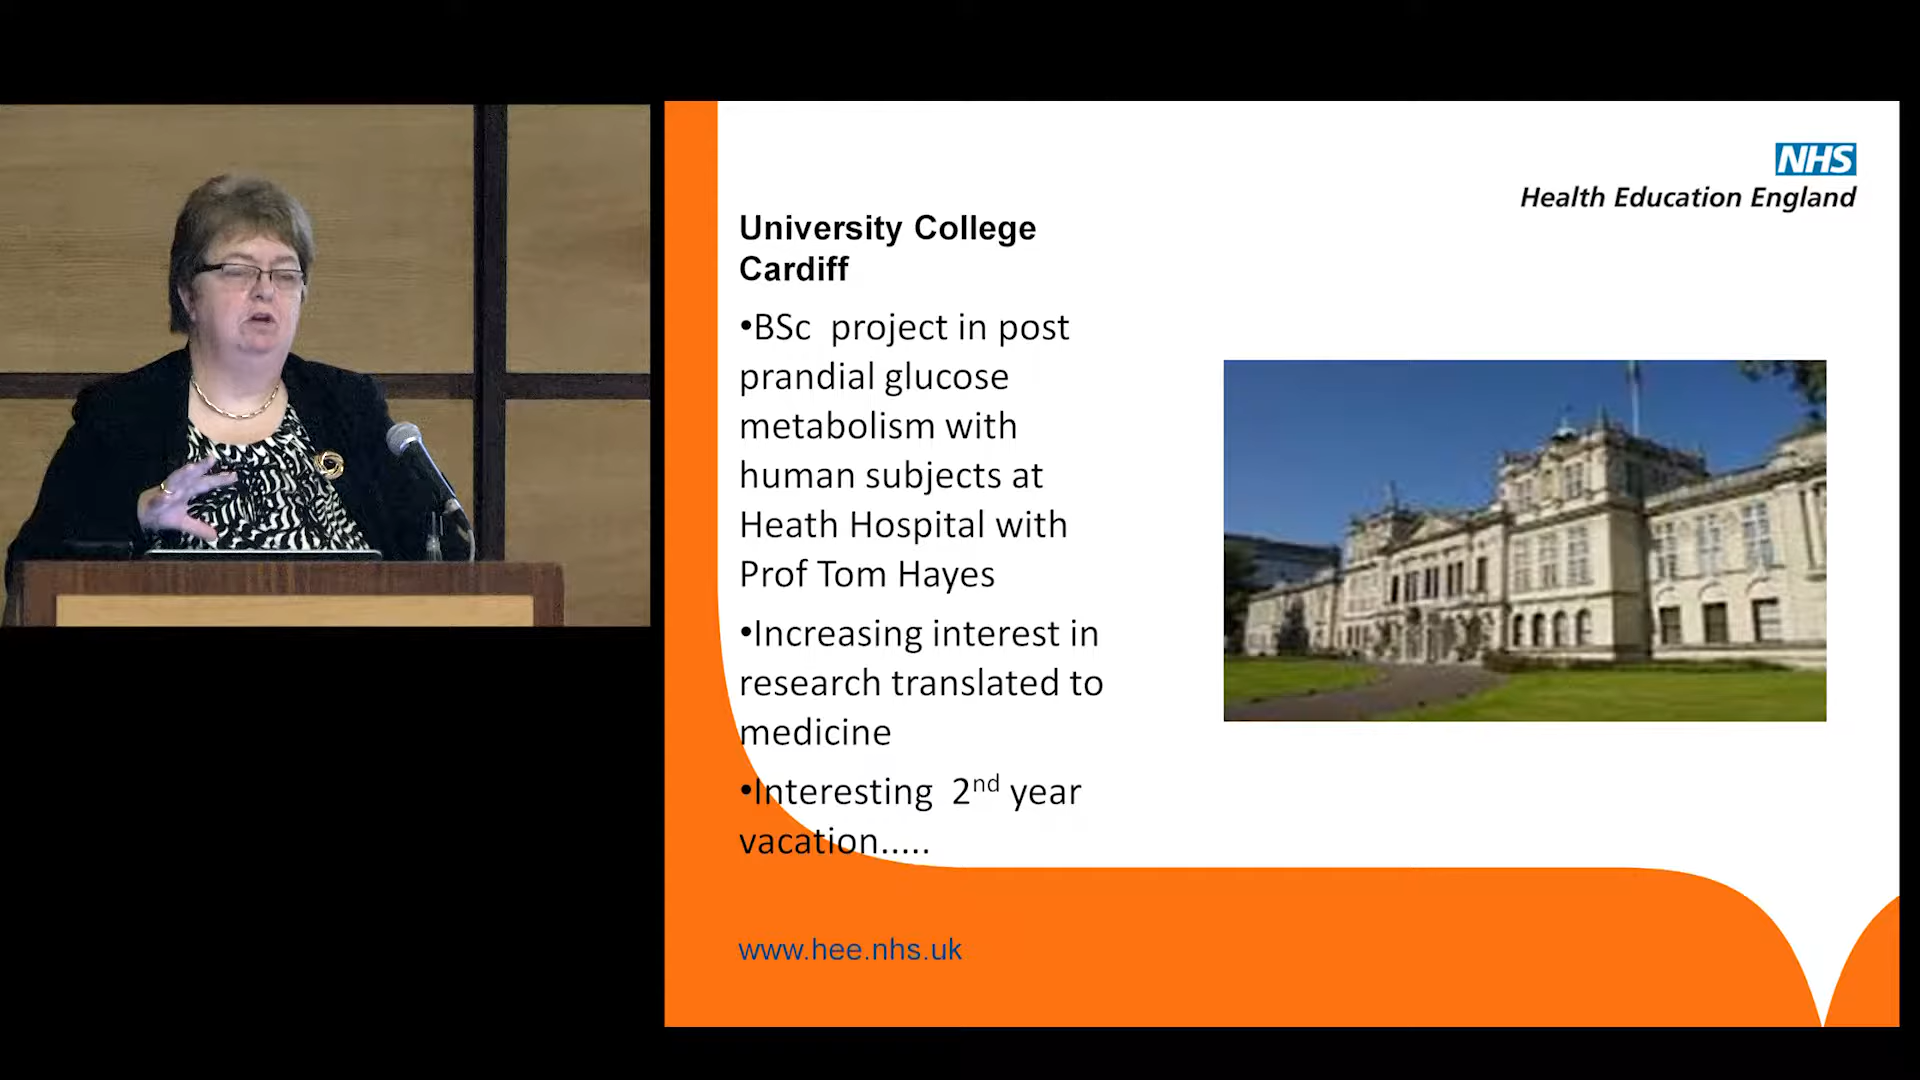 NHS
Health Education England
University College
Cardiff
•BSc  project in post
prandial glucose
metabolism with
human subjects at
Heath Hospital with
Prof Tom Hayes
•Increasing interest in
research translated to
medicine
•Interesting  2nd year
vacation.....
www.hee.nhs.uk